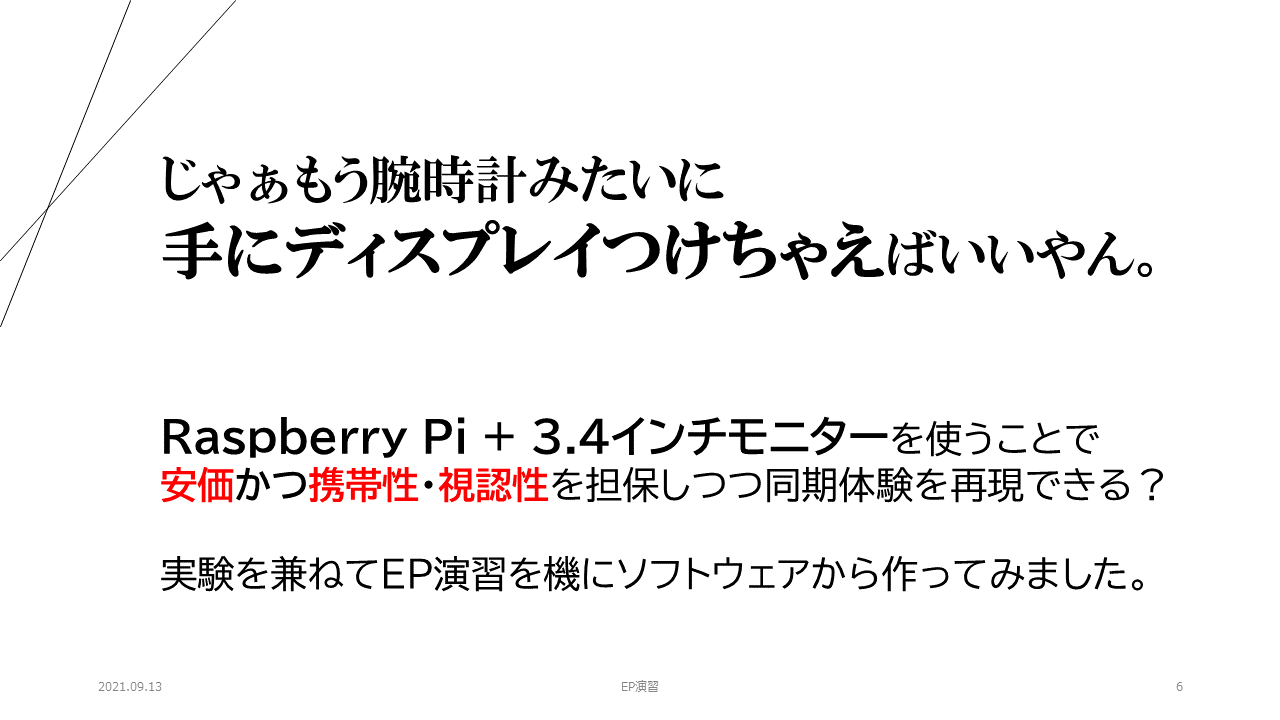 じゃぁもう腕時計みたいに
手にディスプレイつけちゃえばいいやん。
Raspberry Pi + 3.4インチモニターを使うことで
安価かつ携帯性・視認性を担保しつつ同期体験を再現できる？
実験を兼ねてEP演習を機にソフトウェアから作ってみました。
2021.09.13
EP演習
6